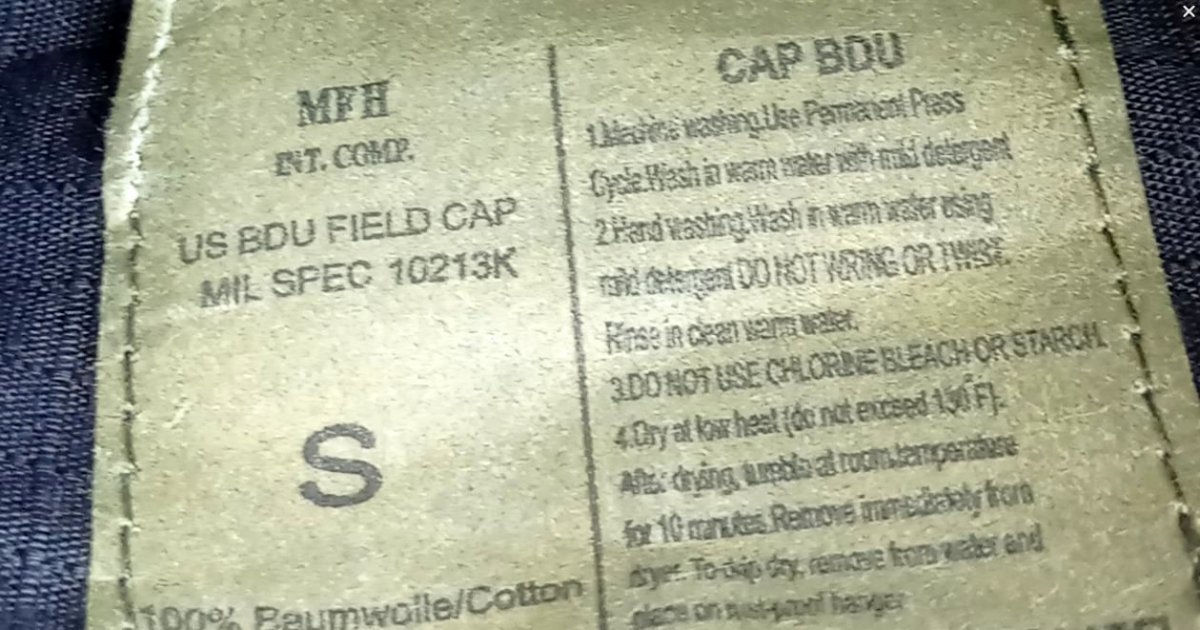 MFH
INT. COMP.
US BDU FIELD CAP
MIL SPEC 10213K
S
100% Baumwolle/Cotton
CAP BDU
1.Machine washing.Use Permanent Press
Cycle.Wash in warm water with mild detergent
2.Hand washing.Wash in warm water using
mild detergent DO NOT WRING OR TWIST.
Rinse in clean warm water.
3.DO NOT USE CHLORINE BLEACH OR STARCH.
4.Dry at low heat (do not exceed 130°F).
After drying, tumble at room.temperature
for 10 minutes.Remove immediately from
dryer. To drip dry, remove from water and
place on rust-proof hanger